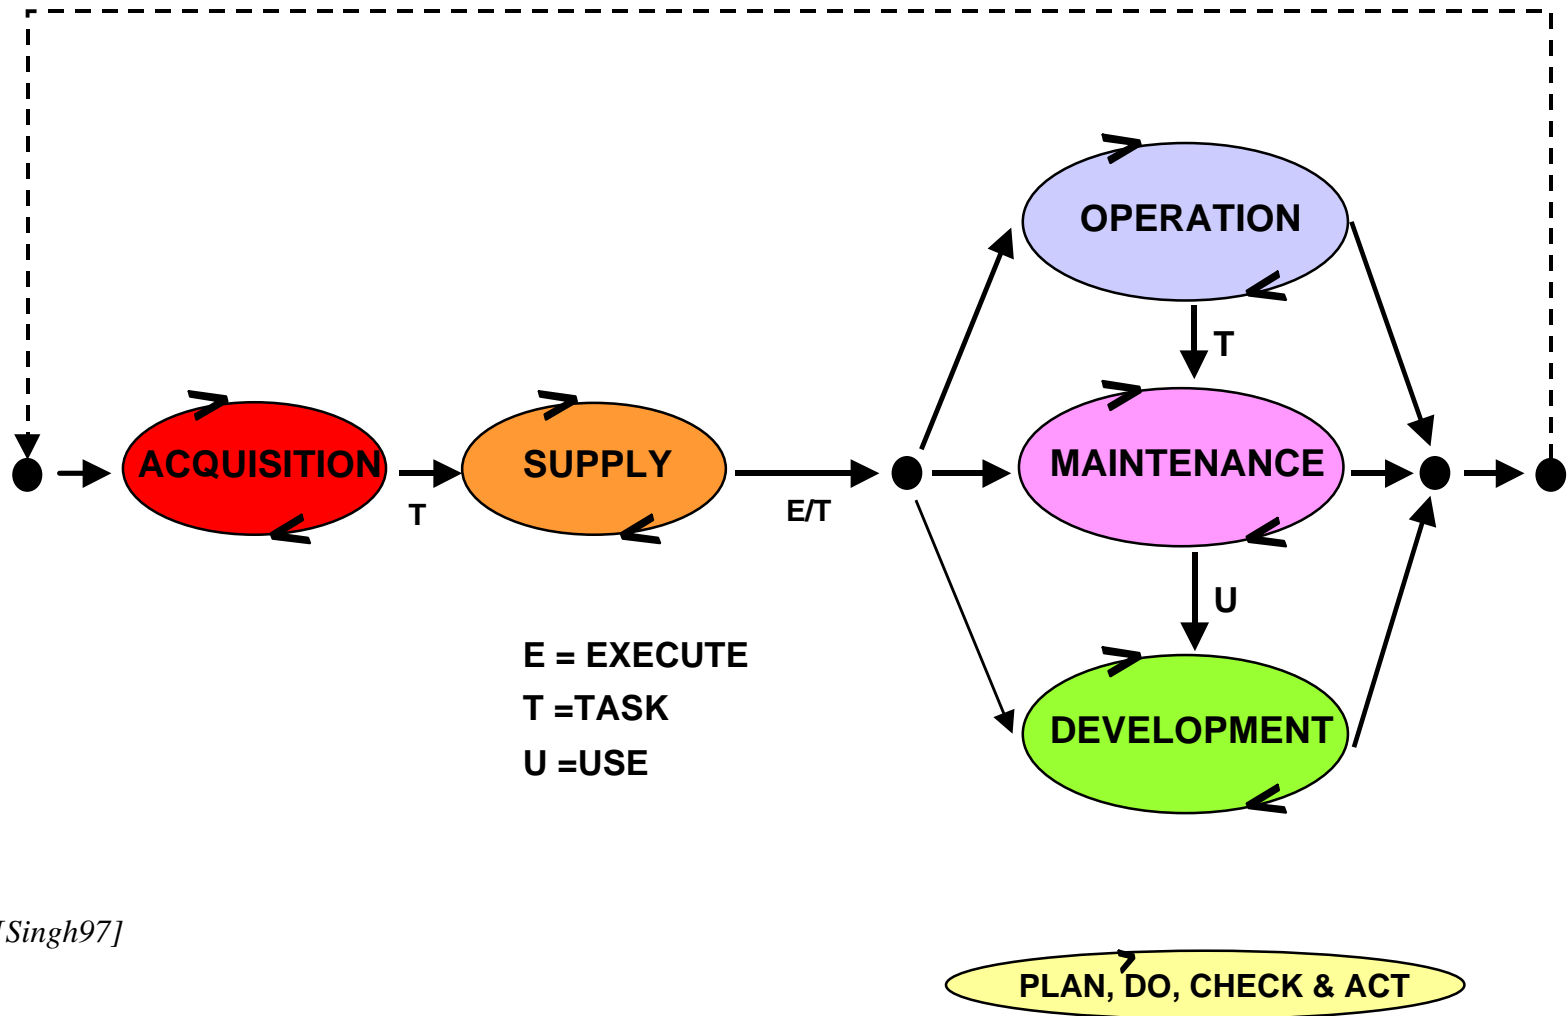 OPERATION
T
ACQUISITION
SUPPLY
MAINTENANCE
T
E/T
U
E = EXECUTE
T =TASK
U =USE
DEVELOPMENT
[Singh97]
PLAN, DO, CHECK & ACT